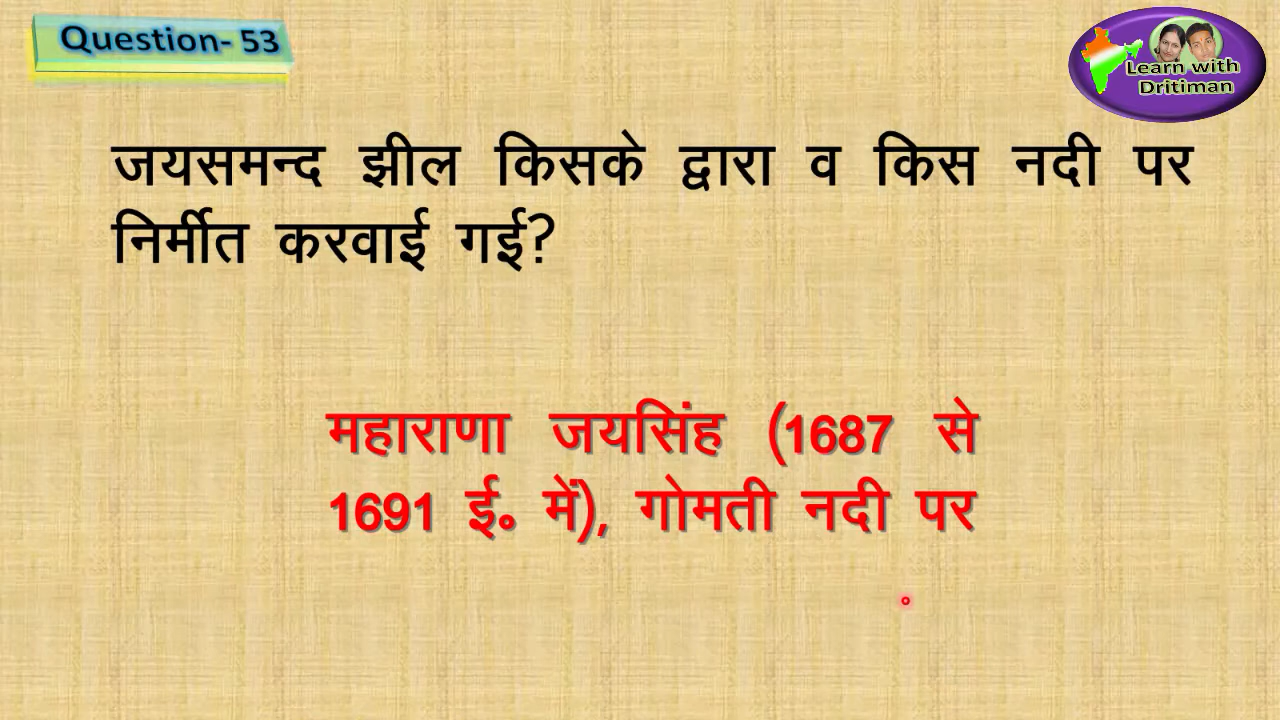 Question- 53
Learn with
Dritiman
जयसमन्द झील किसके द्वारा व किस नदी पर
निर्मीत करवाई गई?
महाराणा जयसिंह (1687 से
1691 ई॰ में), गोमती नदी पर